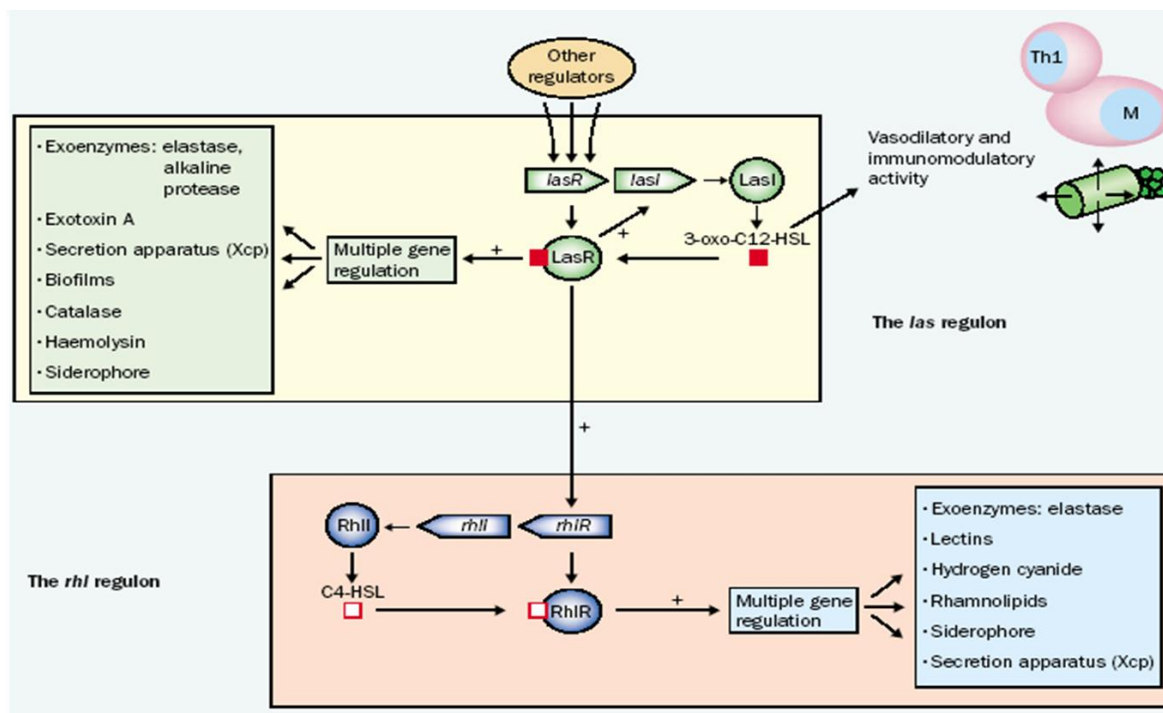 Other
regulators
Th1
M
Vasodilatory and
immunomodulatory
activity
· Exoenzymes: elastase,
alkaline
protease
· Exotoxin A
· Secretion apparatus (Xcp)
· Biofilms
· Catalase
· Haemolysin
· Siderophore
Multiple gene
regulation
+
lasR
lasI
LasI
+
3-oxo-C12-HSL
LasR
The las regulon
+
The rhl regulon
RhlI
rhlI
rhlR
C4-HSL
RhlR
+
Multiple gene
regulation
· Exoenzymes: elastase
· Lectins
· Hydrogen cyanide
· Rhamnolipids
· Siderophore
· Secretion apparatus (Xcp)